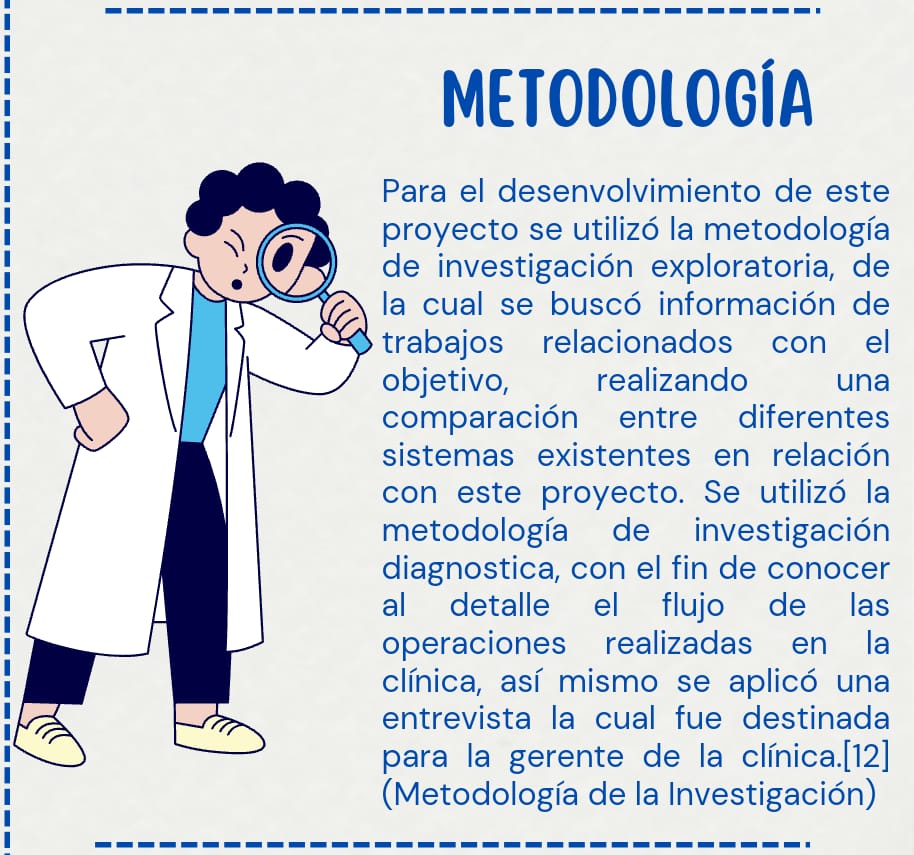 METODOLOGÍA
Para el desenvolvimiento de este
proyecto se utilizó la metodología
de investigación exploratoria, de
la cual se buscó información de
trabajos relacionados con el
objetivo, realizando una
comparación entre diferentes
sistemas existentes en relación
con este proyecto. Se utilizó la
metodología de investigación
diagnostica, con el fin de conocer
al detalle el flujo de las
operaciones realizadas en la
clínica, así mismo se aplicó una
entrevista la cual fue destinada
para la gerente de la clínica.[12]
(Metodología de la Investigación)